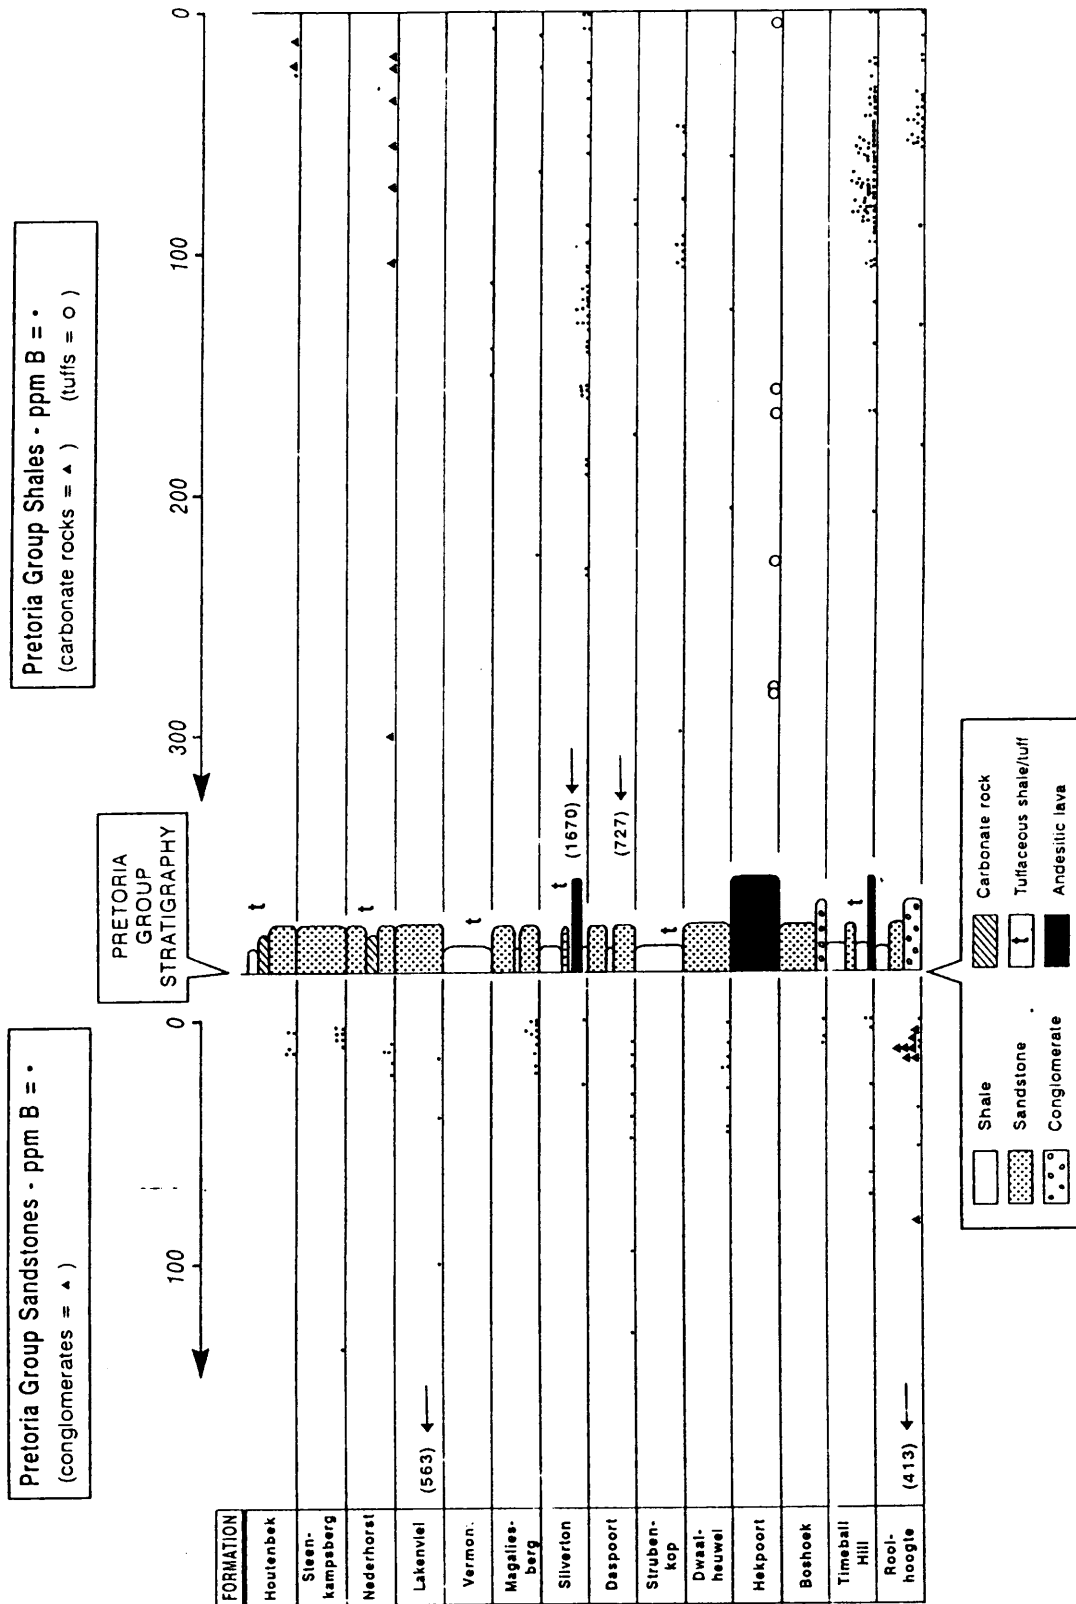 Pretoria Group Sandstones - ppm B = •
(conglomerates = ▲ )
PRETORIA
GROUP
STRATIGRAPHY
Pretoria Group Shales - ppm B = •
(carbonate rocks = ▲ ) (tuffs = O )
100
0
300
200
100
0
FORMATION
Houtenbek
t
Steen-
kampsberg
Nederhorst
t
Lakenvlei
(563)
Vermon.
t
Magalies-
berg
Silverton
t
(1670)
Daspoort
(727)
Struben-
kop
t
Dwaal-
heuwel
Hekpoort
Boshoek
Timeball
Hill
t
Rooi-
hoogte
(413)
Shale
Carbonate rock
Sandstone
t
Tuffaceous shale/tuff
Conglomerate
Andesitic lava